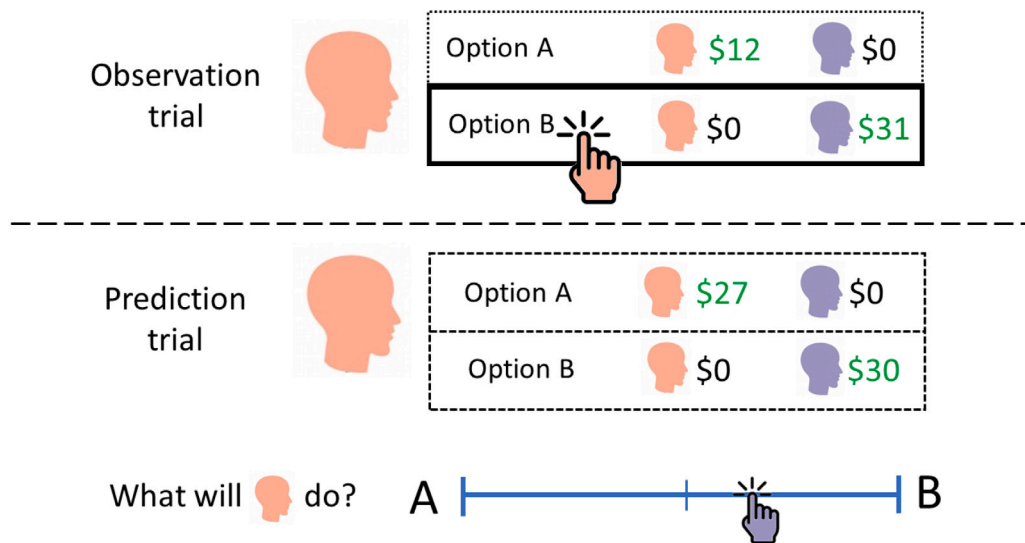 Observation
trial
Option A $12 $0
Option B $0 $31
Prediction
trial
Option A $27 $0
Option B $0 $30
What will do? A B